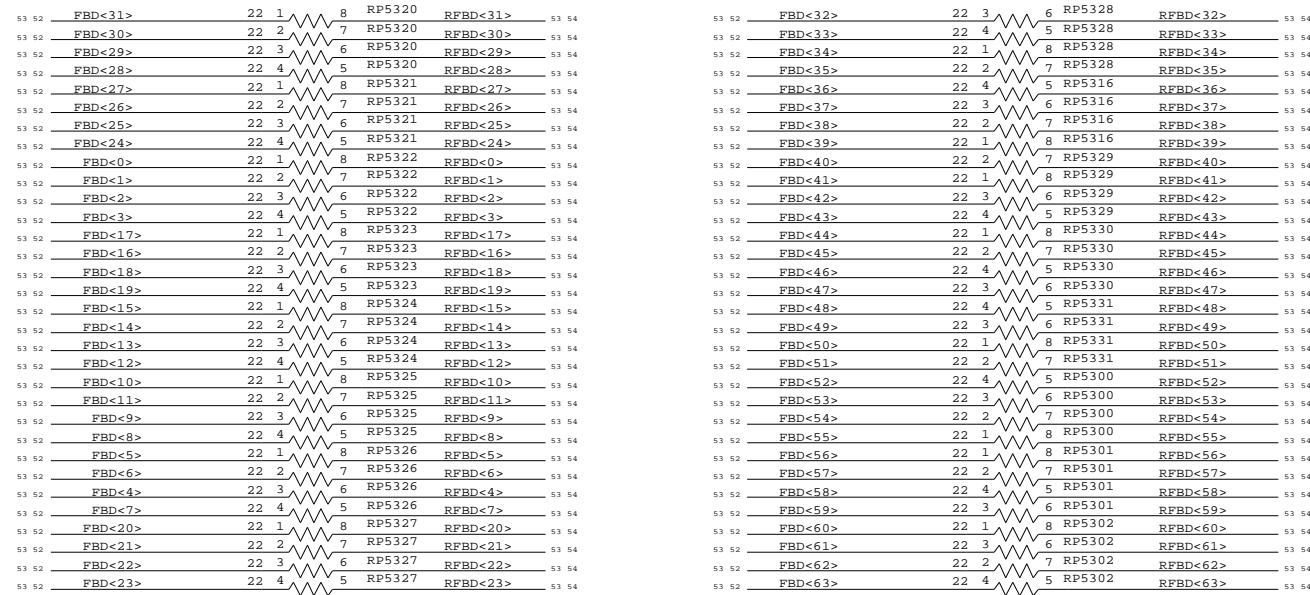 53 52 FBD<31> 22 1 8 RP5320 RFBD<31> 53 54
53 52 FBD<30> 22 2 7 RP5320 RFBD<30> 53 54
53 52 FBD<29> 22 3 6 RP5320 RFBD<29> 53 54
53 52 FBD<28> 22 4 5 RP5320 RFBD<28> 53 54
53 52 FBD<27> 22 1 8 RP5321 RFBD<27> 53 54
53 52 FBD<26> 22 2 7 RP5321 RFBD<26> 53 54
53 52 FBD<25> 22 3 6 RP5321 RFBD<25> 53 54
53 52 FBD<24> 22 4 5 RP5321 RFBD<24> 53 54
53 52 FBD<0> 22 1 8 RP5322 RFBD<0> 53 54
53 52 FBD<1> 22 2 7 RP5322 RFBD<1> 53 54
53 52 FBD<2> 22 3 6 RP5322 RFBD<2> 53 54
53 52 FBD<3> 22 4 5 RP5322 RFBD<3> 53 54
53 52 FBD<17> 22 1 8 RP5323 RFBD<17> 53 54
53 52 FBD<16> 22 2 7 RP5323 RFBD<16> 53 54
53 52 FBD<18> 22 3 6 RP5323 RFBD<18> 53 54
53 52 FBD<19> 22 4 5 RP5323 RFBD<19> 53 54
53 52 FBD<15> 22 1 8 RP5324 RFBD<15> 53 54
53 52 FBD<14> 22 2 7 RP5324 RFBD<14> 53 54
53 52 FBD<13> 22 3 6 RP5324 RFBD<13> 53 54
53 52 FBD<12> 22 4 5 RP5324 RFBD<12> 53 54
53 52 FBD<10> 22 1 8 RP5325 RFBD<10> 53 54
53 52 FBD<11> 22 2 7 RP5325 RFBD<11> 53 54
53 52 FBD<9> 22 3 6 RP5325 RFBD<9> 53 54
53 52 FBD<8> 22 4 5 RP5325 RFBD<8> 53 54
53 52 FBD<5> 22 1 8 RP5326 RFBD<5> 53 54
53 52 FBD<6> 22 2 7 RP5326 RFBD<6> 53 54
53 52 FBD<4> 22 3 6 RP5326 RFBD<4> 53 54
53 52 FBD<7> 22 4 5 RP5326 RFBD<7> 53 54
53 52 FBD<20> 22 1 8 RP5327 RFBD<20> 53 54
53 52 FBD<21> 22 2 7 RP5327 RFBD<21> 53 54
53 52 FBD<22> 22 3 6 RP5327 RFBD<22> 53 54
53 52 FBD<23> 22 4 5 RP5327 RFBD<23> 53 54
53 52 FBD<32> 22 3 6 RP5328 RFBD<32> 53 54
53 52 FBD<33> 22 4 5 RP5328 RFBD<33> 53 54
53 52 FBD<34> 22 1 8 RP5328 RFBD<34> 53 54
53 52 FBD<35> 22 2 7 RP5328 RFBD<35> 53 54
53 52 FBD<36> 22 4 5 RP5316 RFBD<36> 53 54
53 52 FBD<37> 22 3 6 RP5316 RFBD<37> 53 54
53 52 FBD<38> 22 2 7 RP5316 RFBD<38> 53 54
53 52 FBD<39> 22 1 8 RP5316 RFBD<39> 53 54
53 52 FBD<40> 22 2 7 RP5329 RFBD<40> 53 54
53 52 FBD<41> 22 1 8 RP5329 RFBD<41> 53 54
53 52 FBD<42> 22 3 6 RP5329 RFBD<42> 53 54
53 52 FBD<43> 22 4 5 RP5329 RFBD<43> 53 54
53 52 FBD<44> 22 1 8 RP5330 RFBD<44> 53 54
53 52 FBD<45> 22 2 7 RP5330 RFBD<45> 53 54
53 52 FBD<46> 22 4 5 RP5330 RFBD<46> 53 54
53 52 FBD<47> 22 3 6 RP5330 RFBD<47> 53 54
53 52 FBD<48> 22 4 5 RP5331 RFBD<48> 53 54
53 52 FBD<49> 22 3 6 RP5331 RFBD<49> 53 54
53 52 FBD<50> 22 1 8 RP5331 RFBD<50> 53 54
53 52 FBD<51> 22 2 7 RP5331 RFBD<51> 53 54
53 52 FBD<52> 22 4 5 RP5300 RFBD<52> 53 54
53 52 FBD<53> 22 3 6 RP5300 RFBD<53> 53 54
53 52 FBD<54> 22 2 7 RP5300 RFBD<54> 53 54
53 52 FBD<55> 22 1 8 RP5300 RFBD<55> 53 54
53 52 FBD<56> 22 1 8 RP5301 RFBD<56> 53 54
53 52 FBD<57> 22 2 7 RP5301 RFBD<57> 53 54
53 52 FBD<58> 22 4 5 RP5301 RFBD<58> 53 54
53 52 FBD<59> 22 3 6 RP5301 RFBD<59> 53 54
53 52 FBD<60> 22 1 8 RP5302 RFBD<60> 53 54
53 52 FBD<61> 22 3 6 RP5302 RFBD<61> 53 54
53 52 FBD<62> 22 2 7 RP5302 RFBD<62> 53 54
53 52 FBD<63> 22 4 5 RP5302 RFBD<63> 53 54